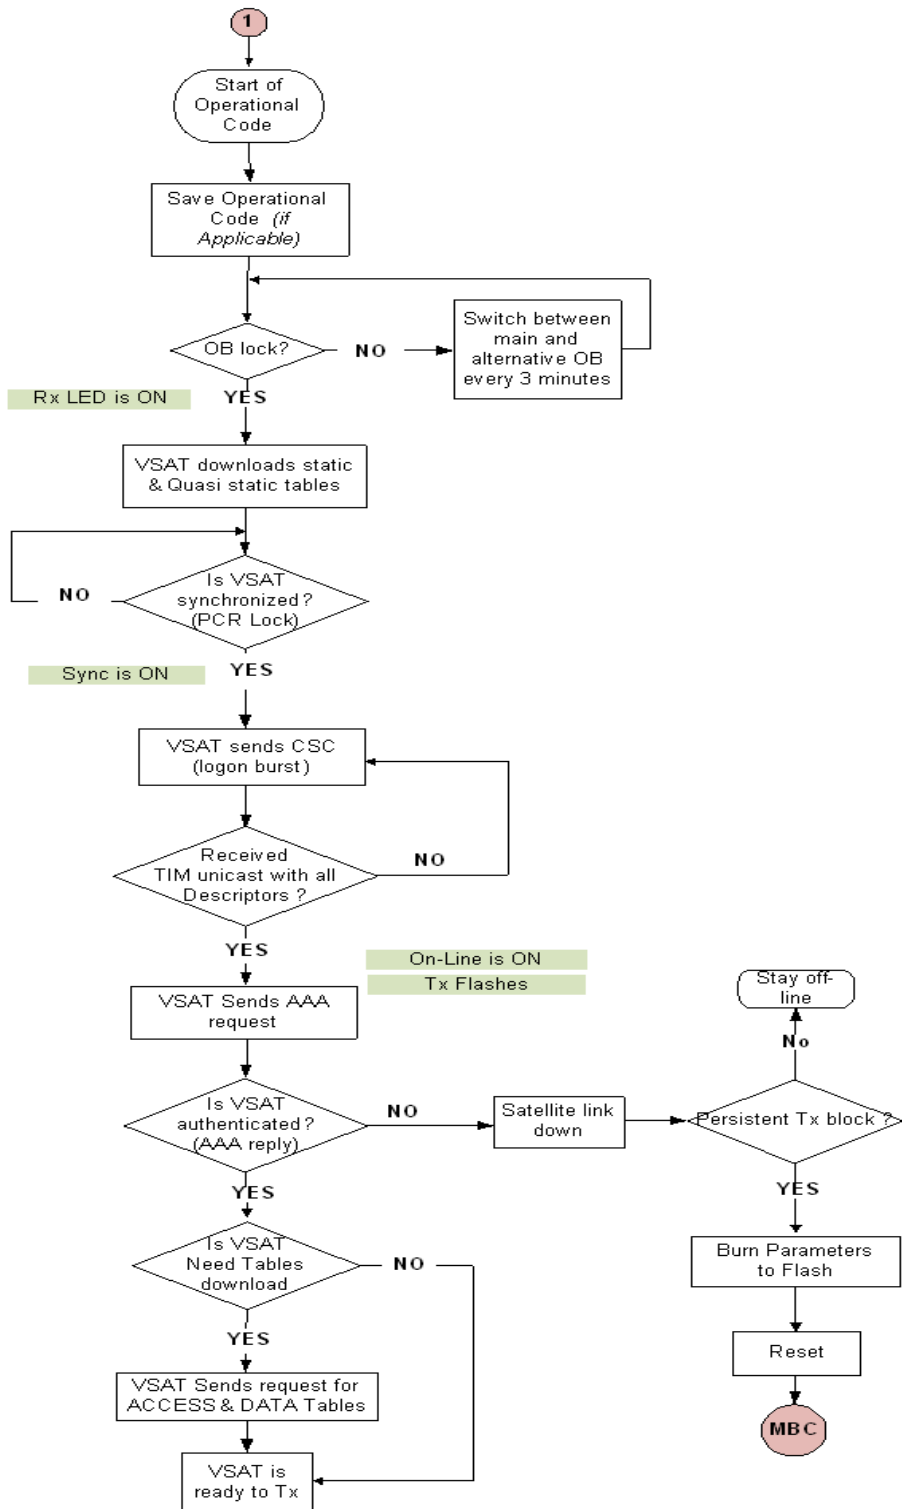 1
Start of
Operational
Code
Save Operational
Code (if
Applicable)
OB lock?
NO
Switch between
main and
alternative OB
every 3 minutes
Rx LED is ON
YES
VSAT downloads static
& Quasi static tables
Is VSAT
synchronized?
(PCR Lock)
NO
Sync is ON
YES
VSAT sends CSC
(logon burst)
Received
TIM unicast with all
Descriptors ?
NO
YES
On-Line is ON
Tx Flashes
VSAT Sends AAA
request
Stay off-
line
No
Is VSAT
authenticated?
(AAA reply)
NO
Satellite link
down
Persistent Tx block ?
YES
YES
Is VSAT
Need Tables
download
NO
Burn Parameters
to Flash
YES
Reset
VSAT Sends request for
ACCESS & DATA Tables
MBC
VSAT is
ready to Tx